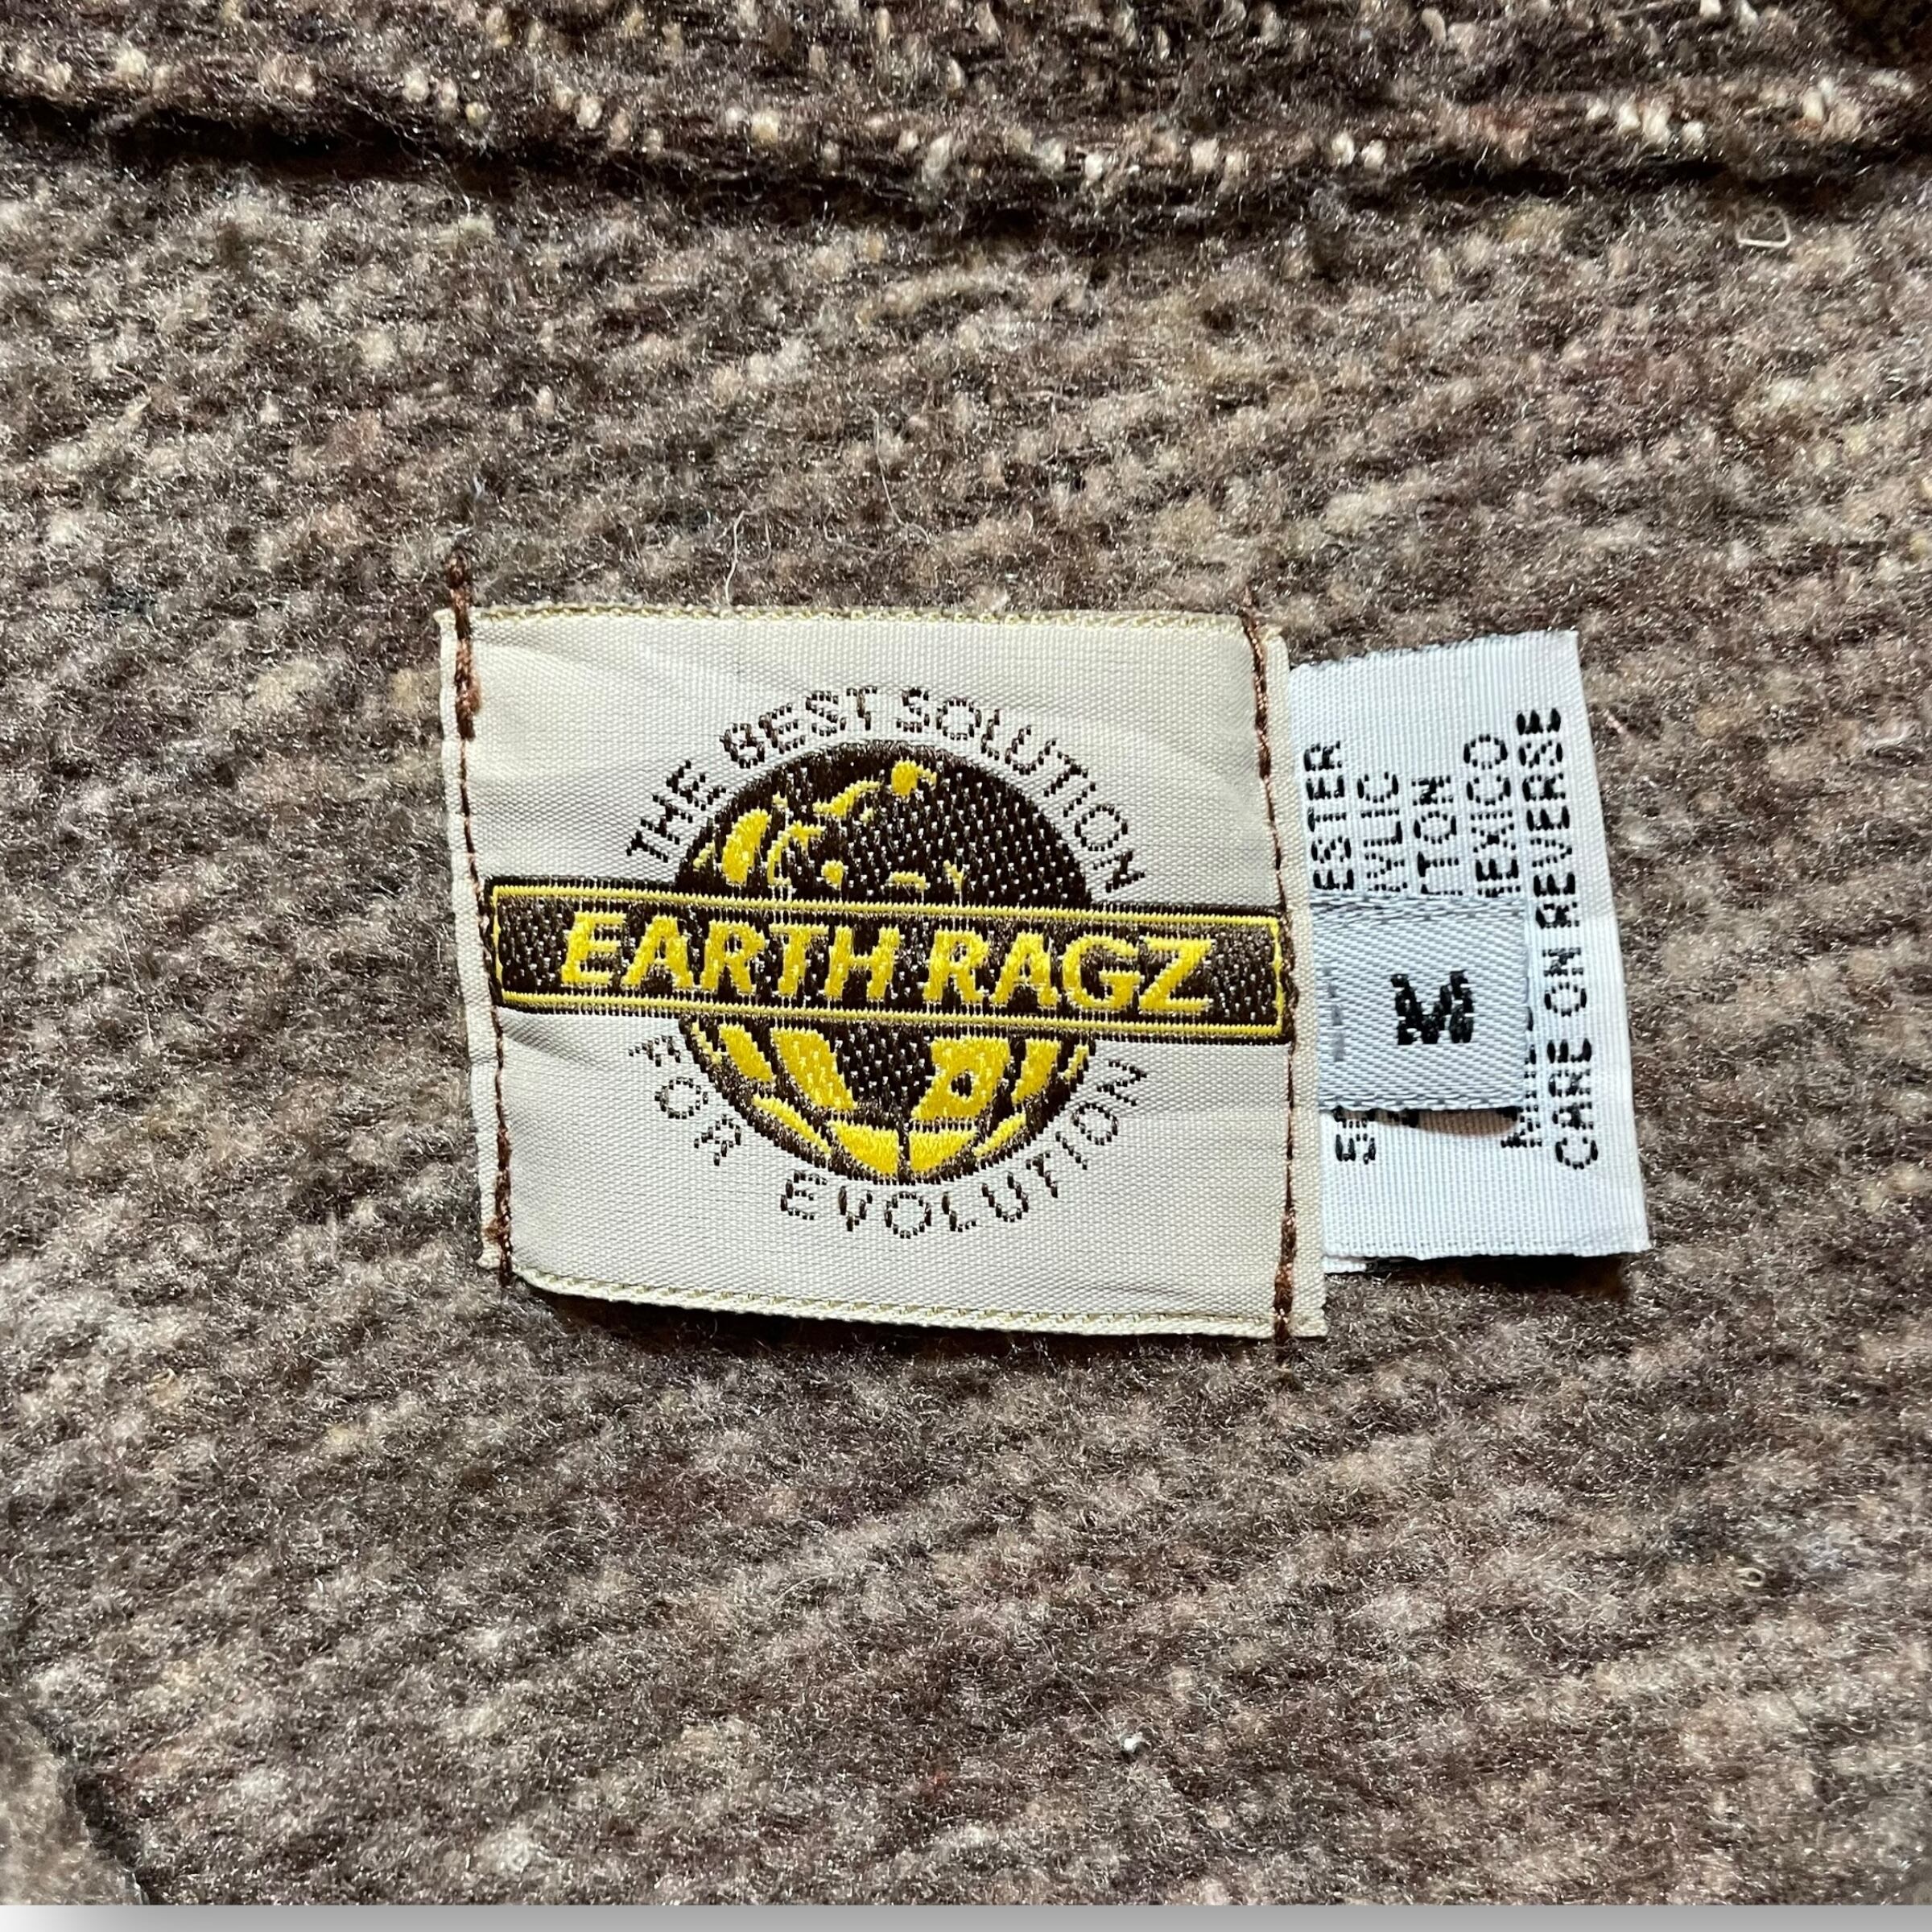 THE BEST SOLUTION
EARTH RAGZ
FOR EVOLUTION
M
CARE ON REVERSE